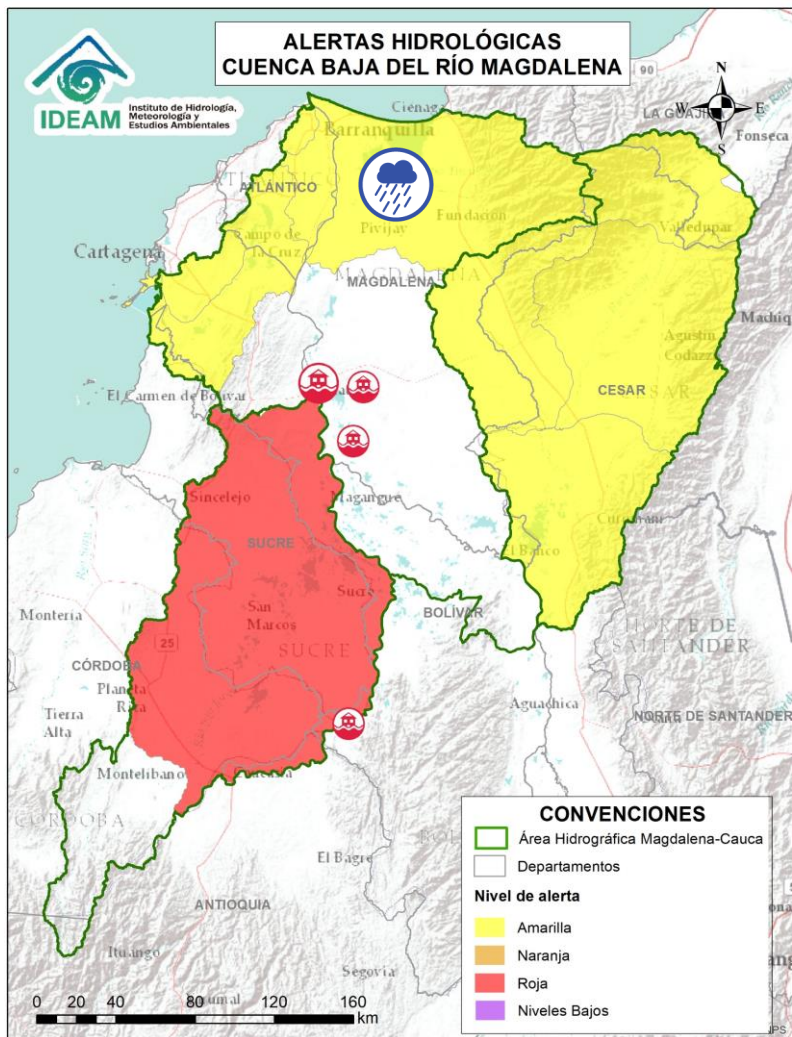 ALERTAS HIDROLÓGICAS
CUENCA BAJA DEL RÍO MAGDALENA
IDEAM
Instituto de Hidrología,
Meteorología y
Estudios Ambientales
90
N
W E
S
Ciénaga
LA GUAJIRA
Fonseca
Barranquilla
ATLÁNTICO
Fundación
Valledupar
Campo de
la Cruz
Pivijay
Cartagena
MAGDALENA
MAGDALENA
Agustín
Codazzi
CESAR
El Carmen de Bolívar
Sincelejo
Magangué
SUCRE
Curumaní
El Banco
Sucre
BOLÍVAR
San
Marcos
Montería
25
SUCRE
NORTE DE
SANTANDER
CÓRDOBA
Planeta
Rica
Tierra
Alta
Aguachica
NORTE DE SANTANDER
Montelíbano
Caucasia
CÓRDOBA
El Bagre
ANTIOQUIA
Ituango
Segovia
CONVENCIONES
Área Hidrográfica Magdalena-Cauca
Departamentos
Nivel de alerta
Amarilla
Naranja
Roja
Niveles Bajos
0 20 40 80 120 160
km